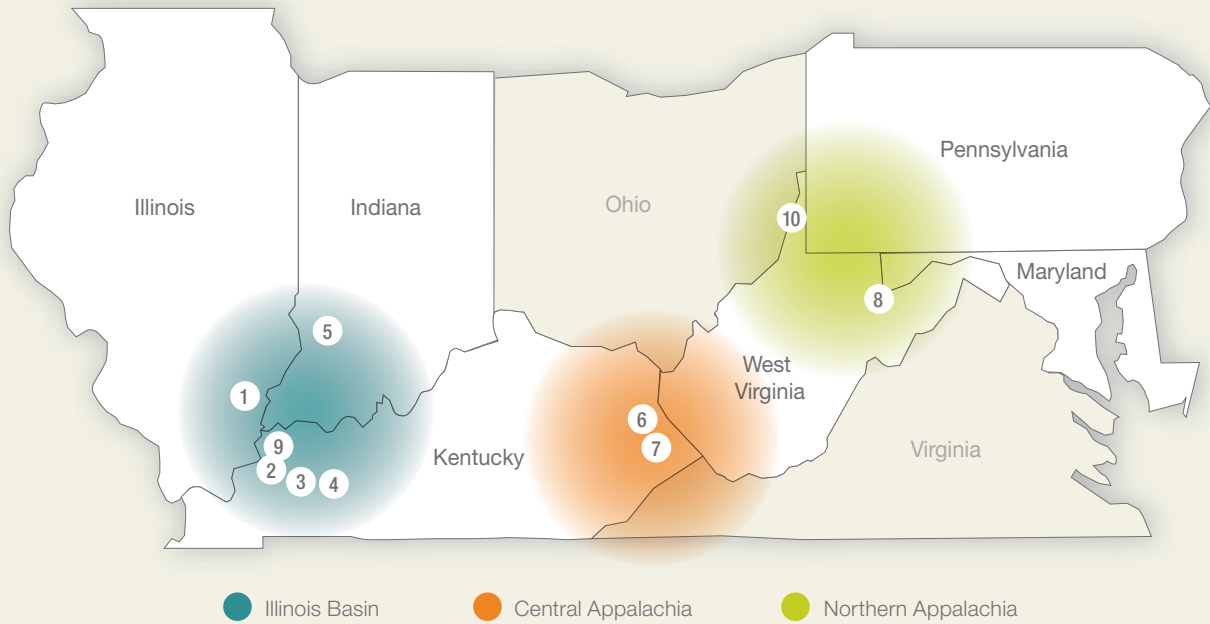 Pennsylvania
Illinois
Indiana
Ohio
10
Maryland
8
5
West
Virginia
1
6
9
7
Kentucky
Virginia
2
3
4
Illinois Basin
Central Appalachia
Northern Appalachia